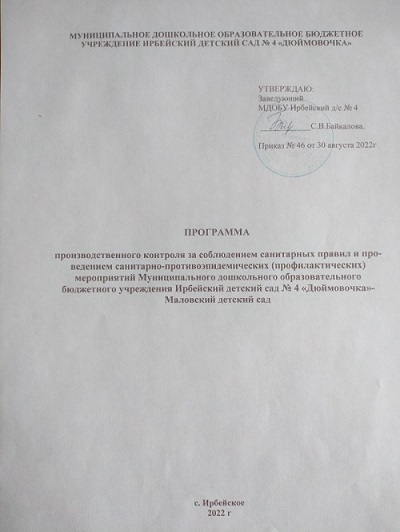 МУНИЦИПАЛЬНОЕ ДОШКОЛЬНОЕ ОБРАЗОВАТЕЛЬНОЕ БЮДЖЕТНОЕ
УЧРЕЖДЕНИЕ ИРБЕЙСКИЙ ДЕТСКИЙ САД № 4 «ДЮЙМОВОЧКА»
УТВЕРЖДАЮ:
Заведующий
МДОБУ Ирбейский д/с № 4
С.В.Байкалова.
Приказ № 46 от 30 августа 2022г
ПРОГРАММА
производственного контроля за соблюдением санитарных правил и про-
ведением санитарно-противоэпидемических (профилактических)
мероприятий Муниципального дошкольного образовательного
бюджетного учреждения Ирбейский детский сад № 4 «Дюймовочка»-
Маловский детский сад
с. Ирбейское
2022 г